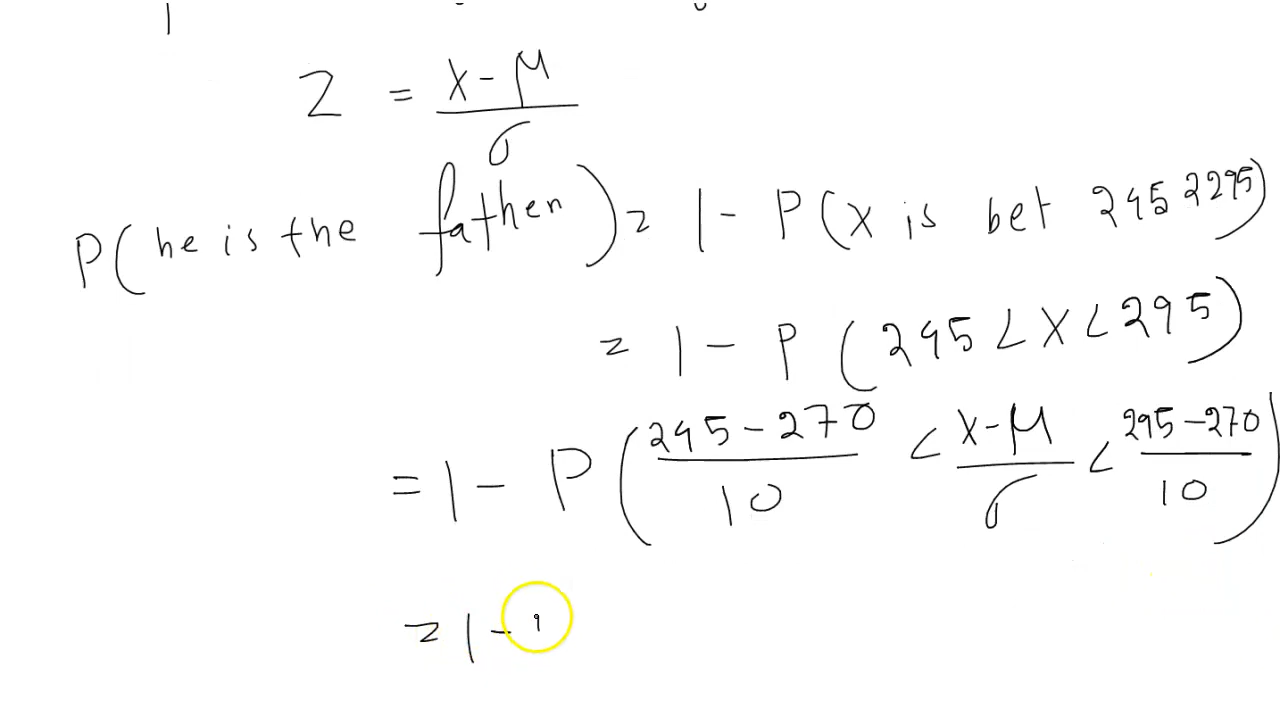 Z = (x - μ) / σ
P(he is the father) = 1 - P(x is bet 245 & 295)
= 1 - P(245 < x < 295)
= 1 - P((245 - 270) / 10 < (x - μ) / σ < (295 - 270) / 10)
= 1 -